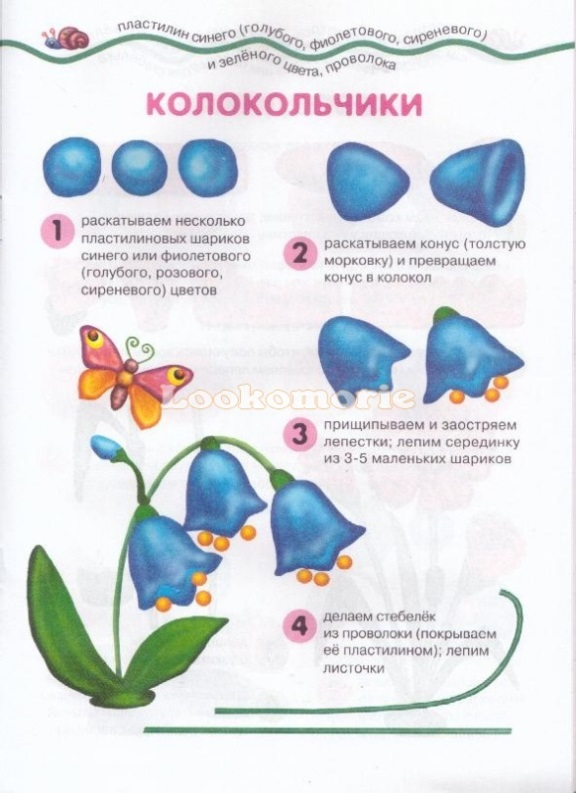 пластилин синего (голубого, фиолетового, сиреневого)
и зелёного цвета, проволока
КОЛОКОЛЬЧИКИ
1 раскатываем несколько
пластилиновых шариков
синего или фиолетового
(голубого, розового,
сиреневого) цветов
2 раскатываем конус (толстую
морковку) и превращаем
конус в колокол
Lookomorie
3 прищипываем и заостряем
лепестки; лепим серединку
из 3-5 маленьких шариков
4 делаем стебелёк
из проволоки (покрываем
её пластилином); лепим
листочки